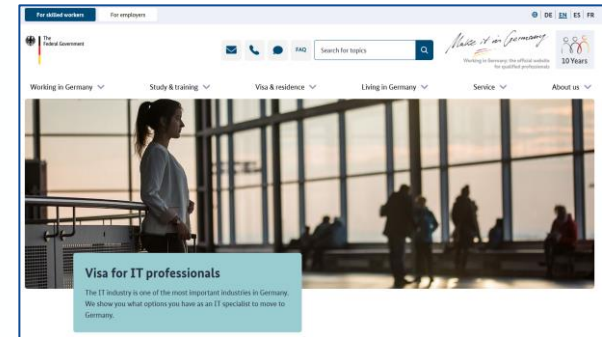 For skilled workers
For employers
DE EN ES FR
The
Federal Government
FAQ
Search for topics
Make it in Germany
Working in Germany: the official website
for qualified professionals
10 Years
Working in Germany
Study & training
Visa & residence
Living in Germany
Service
About us
Visa for IT professionals
The IT industry is one of the most important industries in Germany.
We show you what options you have as an IT specialist to move to
Germany.